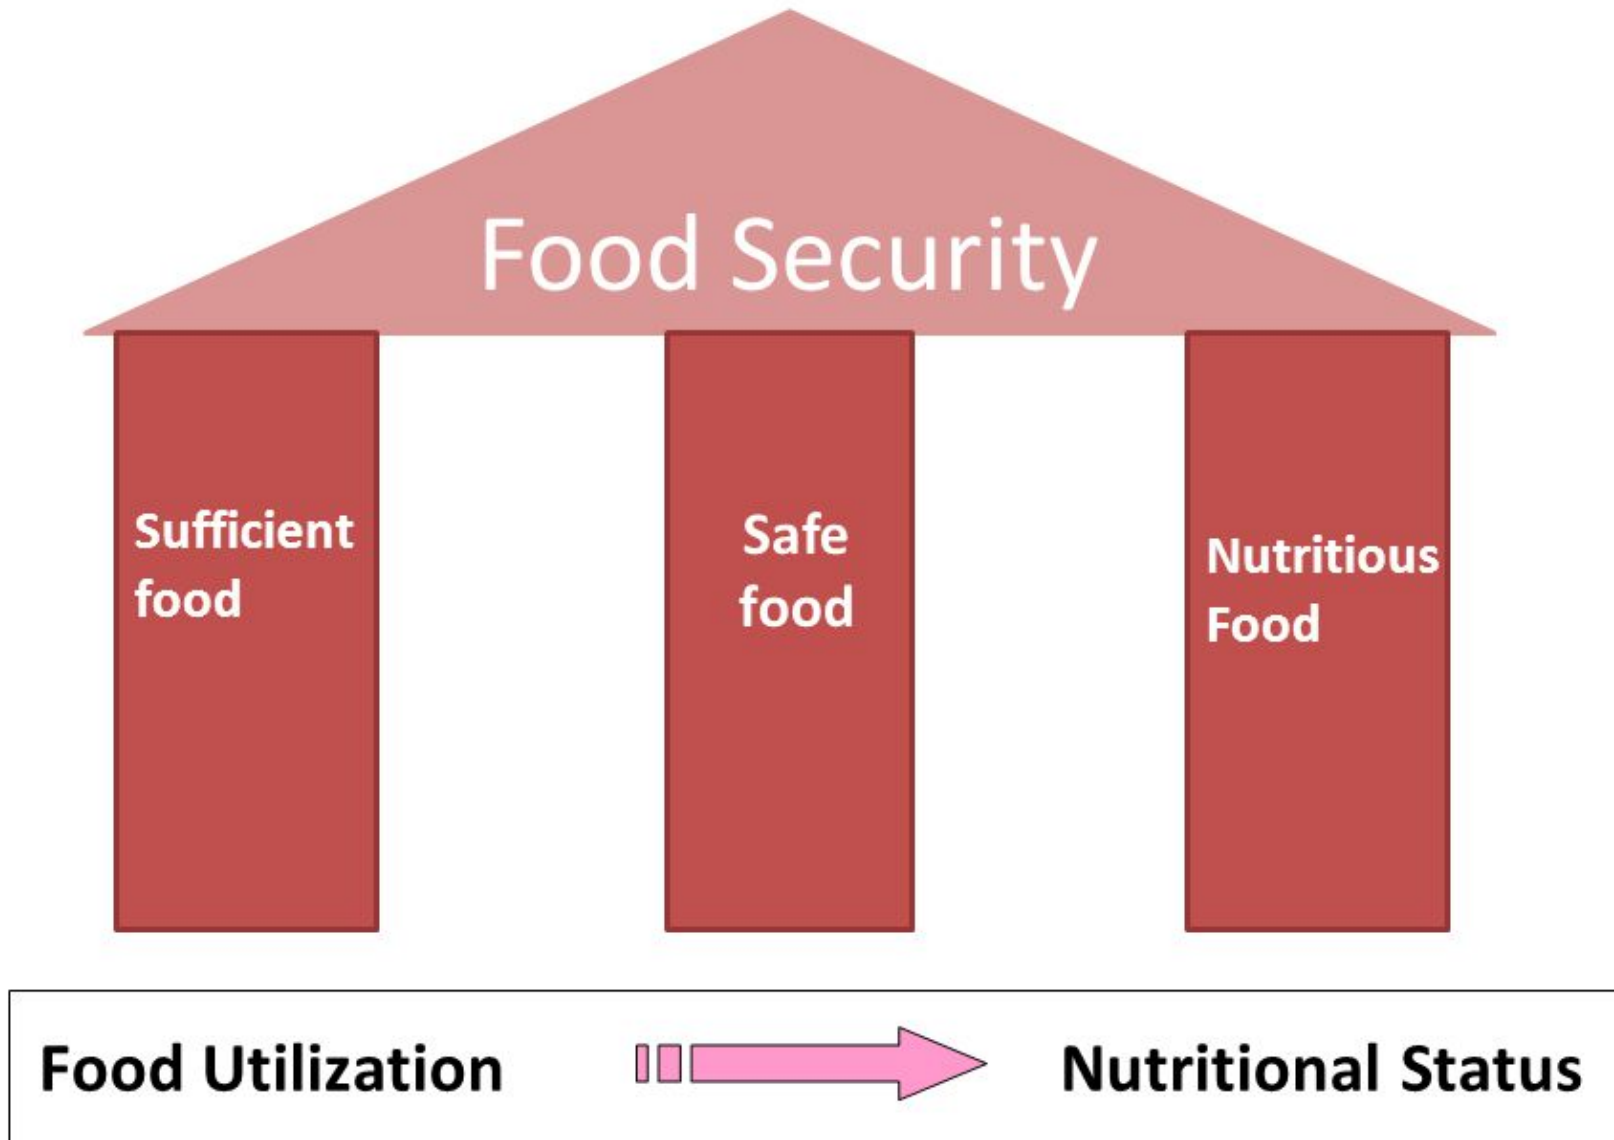 Food Security
Sufficient
food
Safe
food
Nutritious
Food
Food Utilization
Nutritional Status